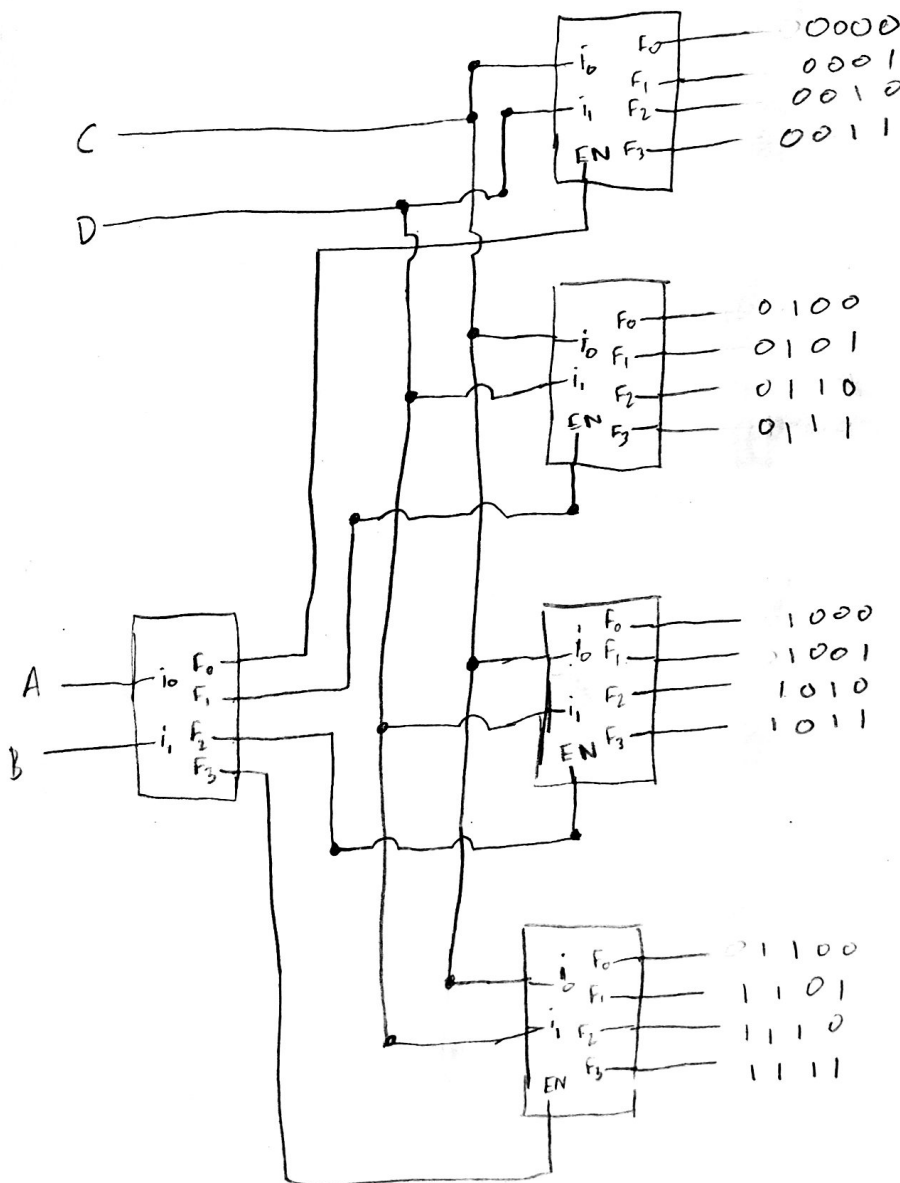 C
D
i₀
i₁
EN
F₀ 0000
F₁ 0001
F₂ 0010
F₃ 0011
i₀
i₁
EN
F₀ 0100
F₁ 0101
F₂ 0110
F₃ 0111
A
B
i₀
i₁
F₀
F₁
F₂
F₃
i₀
i₁
EN
F₀ 1000
F₁ 1001
F₂ 1010
F₃ 1011
i₀
i₁
EN
F₀ 1100
F₁ 1101
F₂ 1110
F₃ 1111